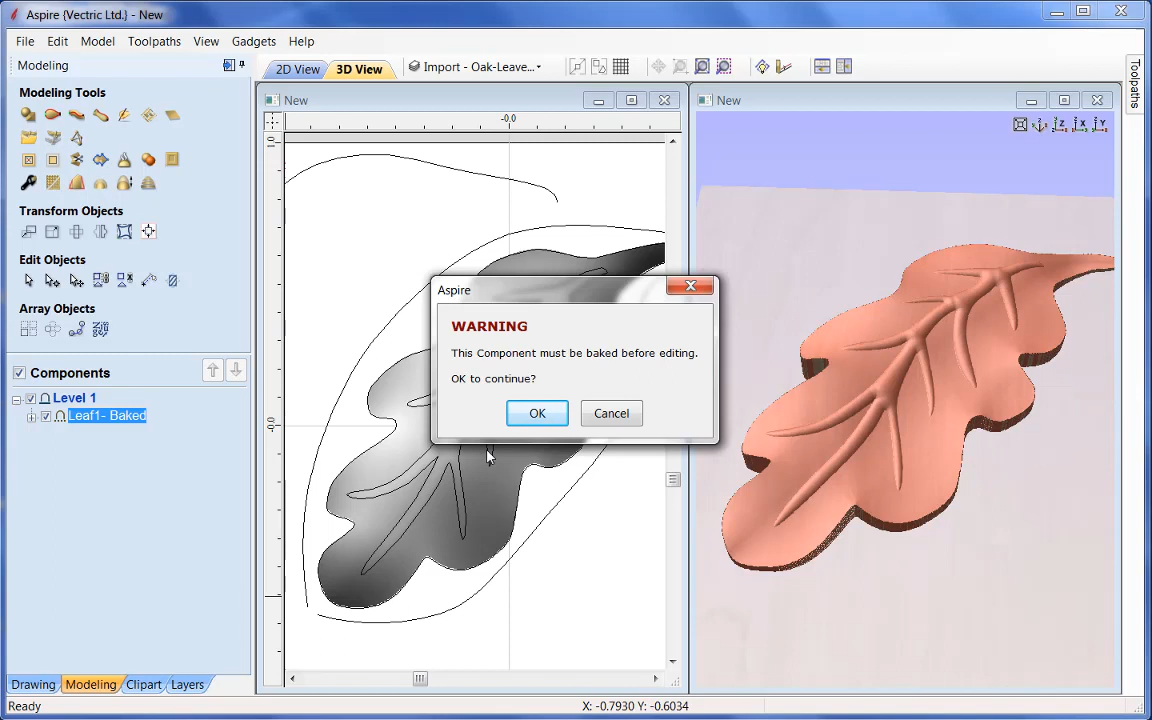 Aspire {Vectric Ltd.} - New
File Edit Model Toolpaths View Gadgets Help
Modeling
2D View 3D View Import - Oak-Leave...
Modeling Tools
Transform Objects
Edit Objects
Array Objects
Components
Level 1
Leaf1- Baked
Drawing Modeling Clipart Layers
New
-0.0
0
-0.0
Aspire
WARNING
This Component must be baked before editing.
OK to continue?
OK Cancel
New
Z X Y
Toolpaths
Ready X: -0.7930 Y: -0.6034